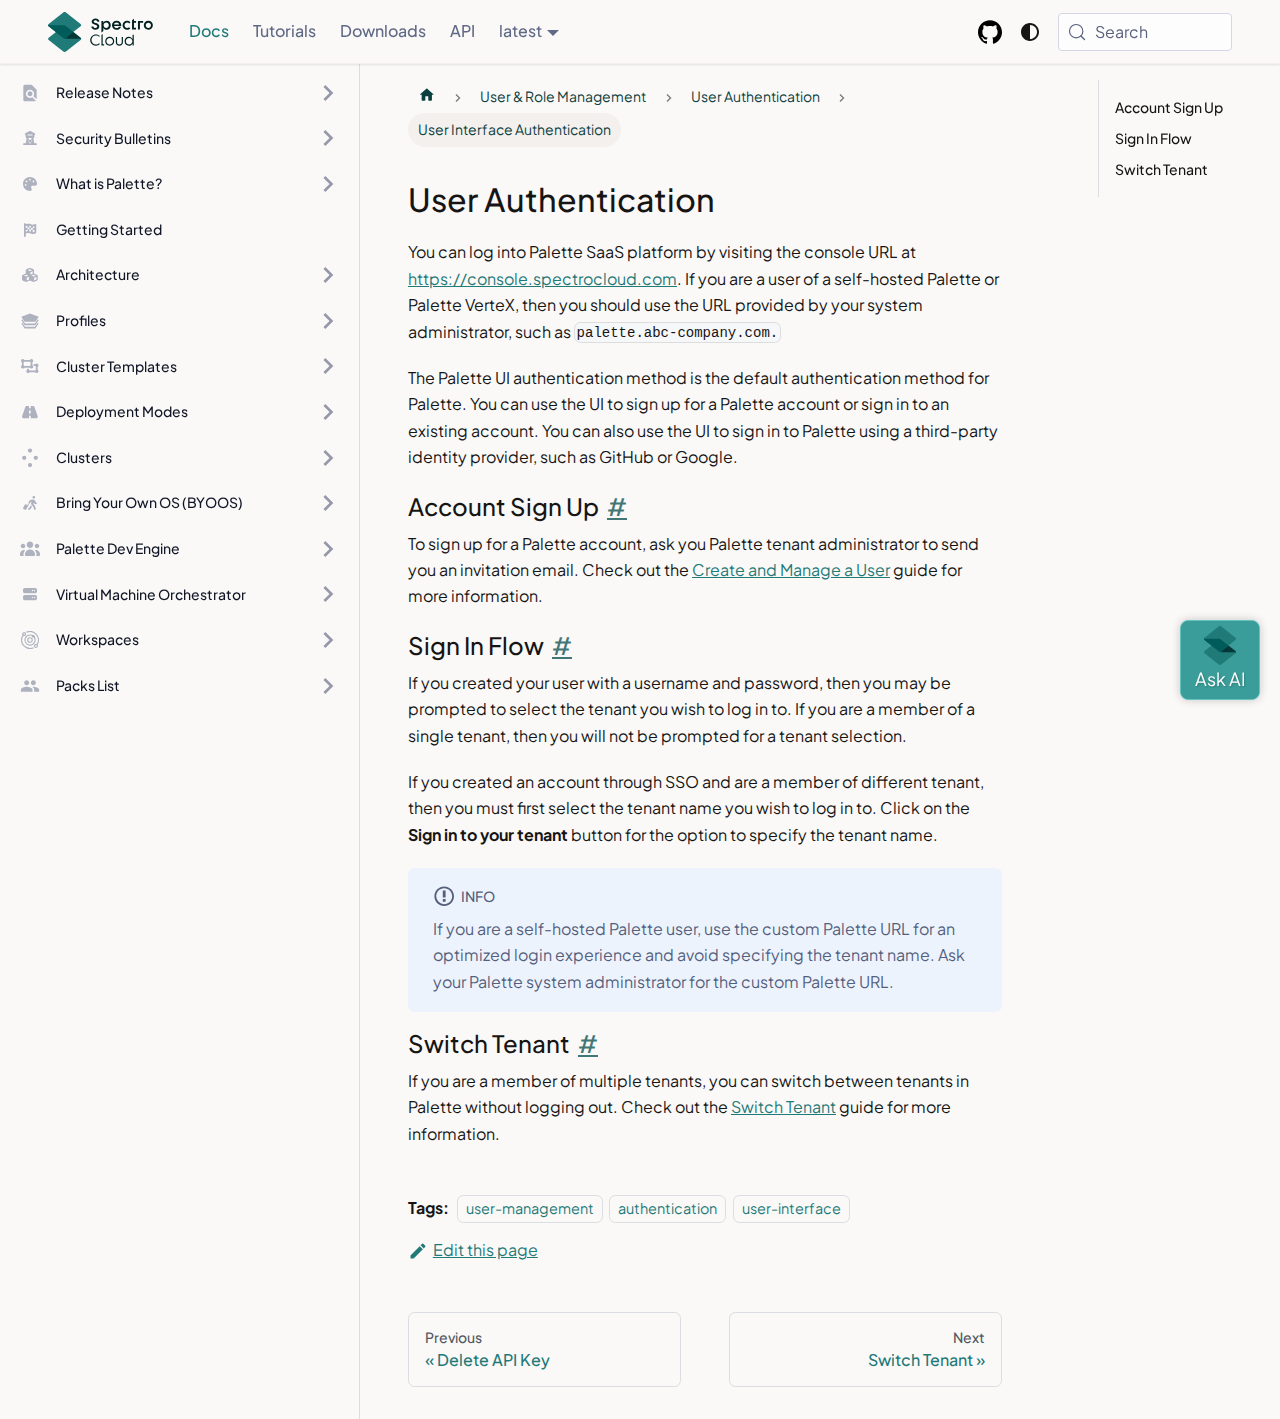 Spectro Cloud
Docs
Tutorials
Downloads
API
latest
Search
Release Notes
Security Bulletins
What is Palette?
Getting Started
Architecture
Profiles
Cluster Templates
Deployment Modes
Clusters
Bring Your Own OS (BYOOS)
Palette Dev Engine
Virtual Machine Orchestrator
Workspaces
Packs List
User & Role Management
User Authentication
User Interface Authentication
User Authentication
You can log into Palette SaaS platform by visiting the console URL at
https://console.spectrocloud.com. If you are a user of a self-hosted Palette or
Palette VerteX, then you should use the URL provided by your system
administrator, such as palette.abc-company.com.
The Palette UI authentication method is the default authentication method for
Palette. You can use the UI to sign up for a Palette account or sign in to an
existing account. You can also use the UI to sign in to Palette using a third-party
identity provider, such as GitHub or Google.
Account Sign Up #
To sign up for a Palette account, ask you Palette tenant administrator to send
you an invitation email. Check out the Create and Manage a User guide for
more information.
Sign In Flow #
If you created your user with a username and password, then you may be
prompted to select the tenant you wish to log in to. If you are a member of a
single tenant, then you will not be prompted for a tenant selection.
If you created an account through SSO and are a member of different tenant,
then you must first select the tenant name you wish to log in to. Click on the
Sign in to your tenant button for the option to specify the tenant name.
INFO
If you are a self-hosted Palette user, use the custom Palette URL for an
optimized login experience and avoid specifying the tenant name. Ask
your Palette system administrator for the custom Palette URL.
Switch Tenant #
If you are a member of multiple tenants, you can switch between tenants in
Palette without logging out. Check out the Switch Tenant guide for more
information.
Tags: user-management authentication user-interface
Edit this page
Previous
« Delete API Key
Next
Switch Tenant »
Account Sign Up
Sign In Flow
Switch Tenant
Ask AI